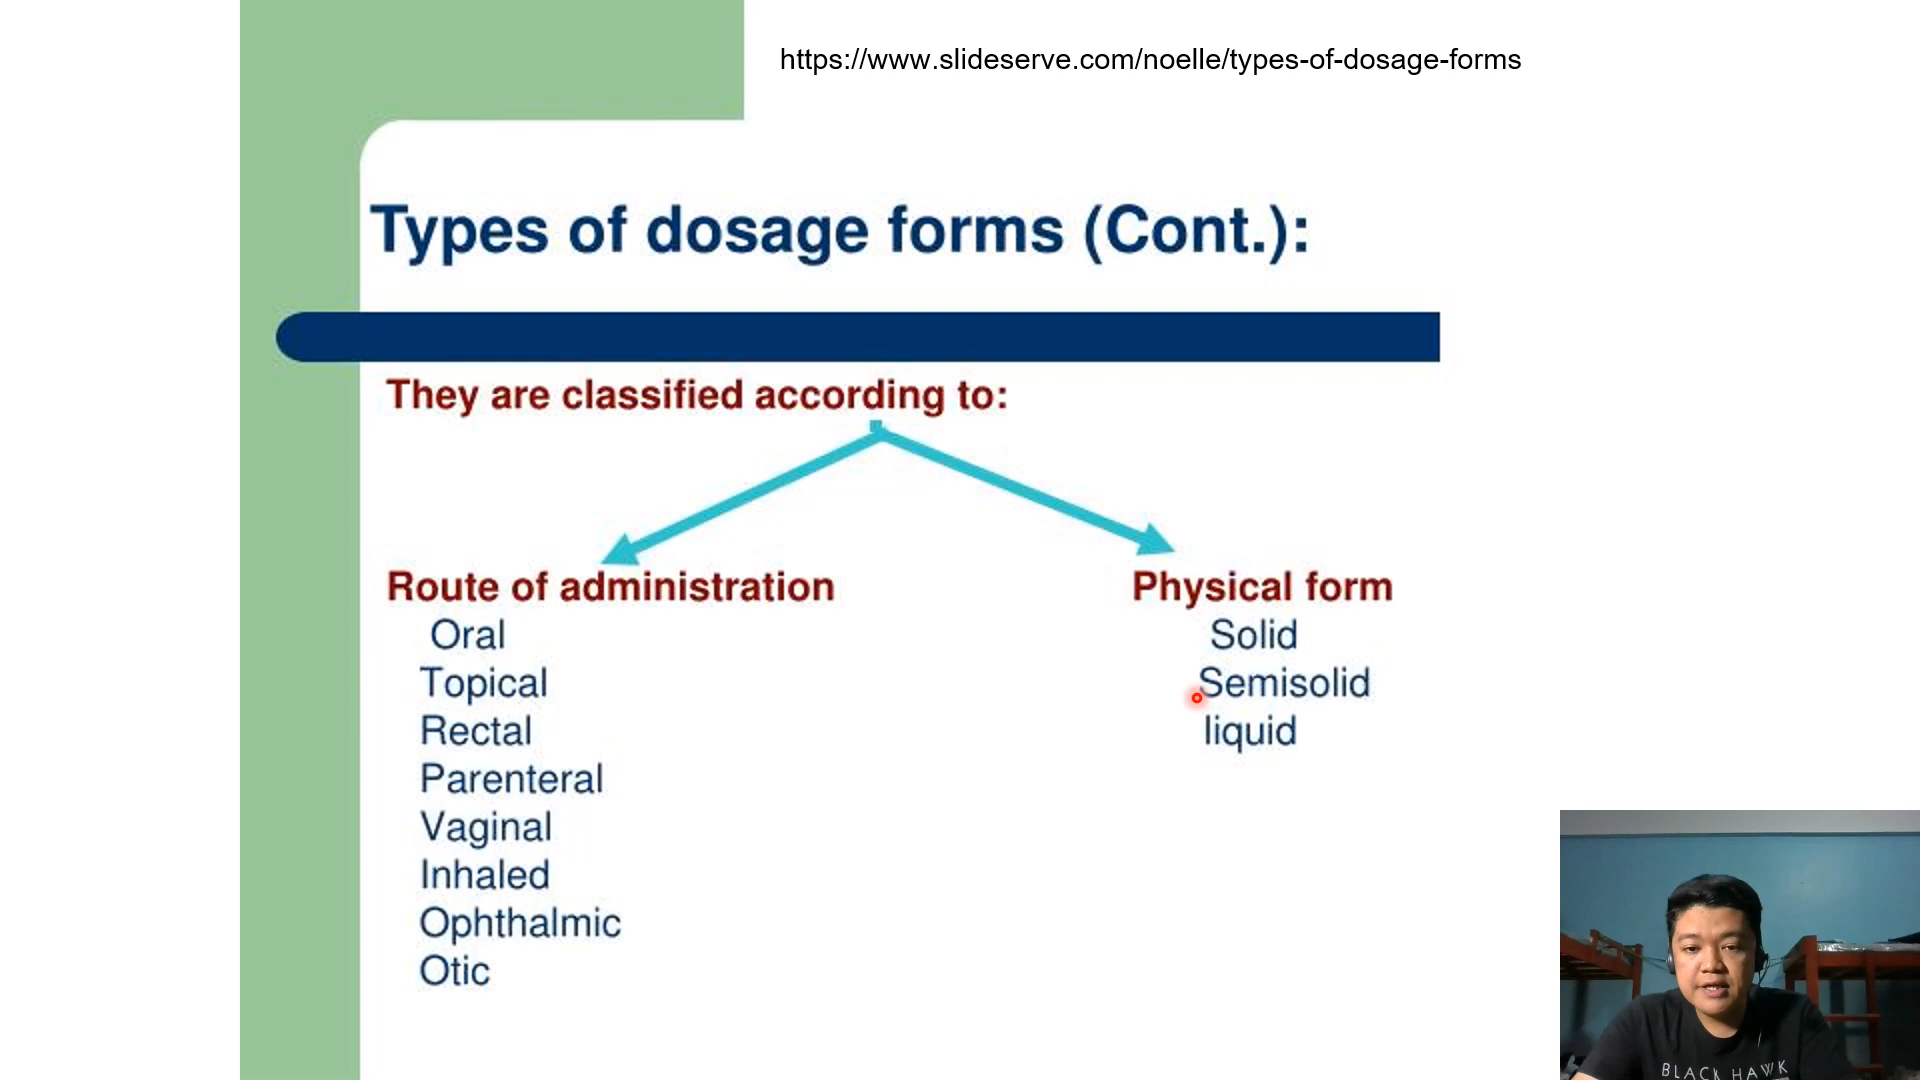 https://www.slideserve.com/noelle/types-of-dosage-forms
Types of dosage forms (Cont.):
They are classified according to:
Route of administration
Oral
Topical
Rectal
Parenteral
Vaginal
Inhaled
Ophthalmic
Otic
Physical form
Solid
Semisolid
liquid
BLACK HAWK